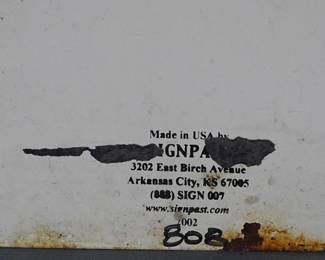 Made in USA by
SIGNPAST
3202 East Birch Avenue
Arkansas City, KS 67005
(888) SIGN 007
www.signpast.com
2002
808